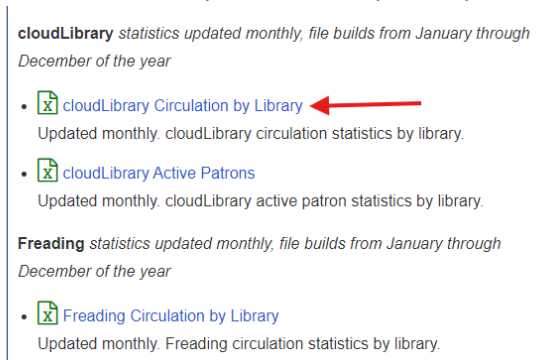 cloudLibrary statistics updated monthly, file builds from January through
December of the year
cloudLibrary Circulation by Library
Updated monthly. cloudLibrary circulation statistics by library.
cloudLibrary Active Patrons
Updated monthly. cloudLibrary active patron statistics by library.
Freading statistics updated monthly, file builds from January through
December of the year
Freading Circulation by Library
Updated monthly. Freading circulation statistics by library.